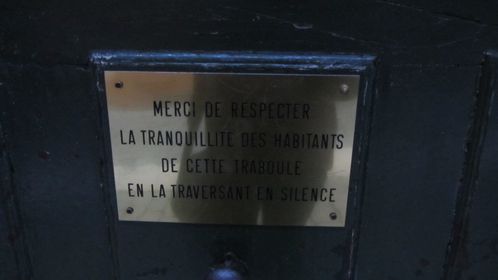 MERCI DE RESPECTER
LA TRANQUILLITE DES HABITANTS
DE CETTE TRABOULE
EN LA TRAVERSANT EN SILENCE